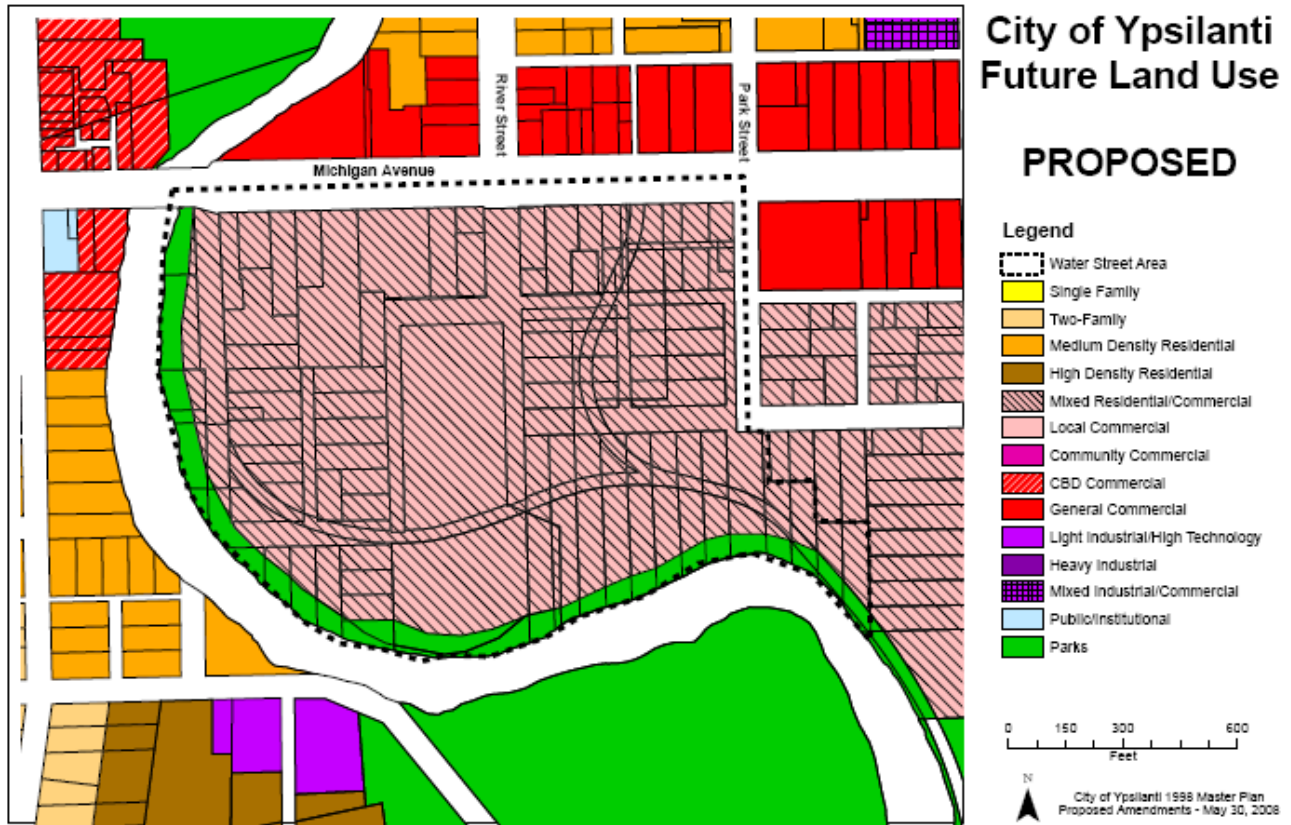 City of Ypsilanti
Future Land Use
PROPOSED
River Street
Park Street
Michigan Avenue
Legend
Water Street Area
Single Family
Two-Family
Medium Density Residential
High Density Residential
Mixed Residential/Commercial
Local Commercial
Community Commercial
CBD Commercial
General Commercial
Light Industrial/High Technology
Heavy Industrial
Mixed Industrial/Commercial
Public/Institutional
Parks
0 150 300 600
Feet
N
City of Ypsilanti 1998 Master Plan
Proposed Amendments - May 30, 2008